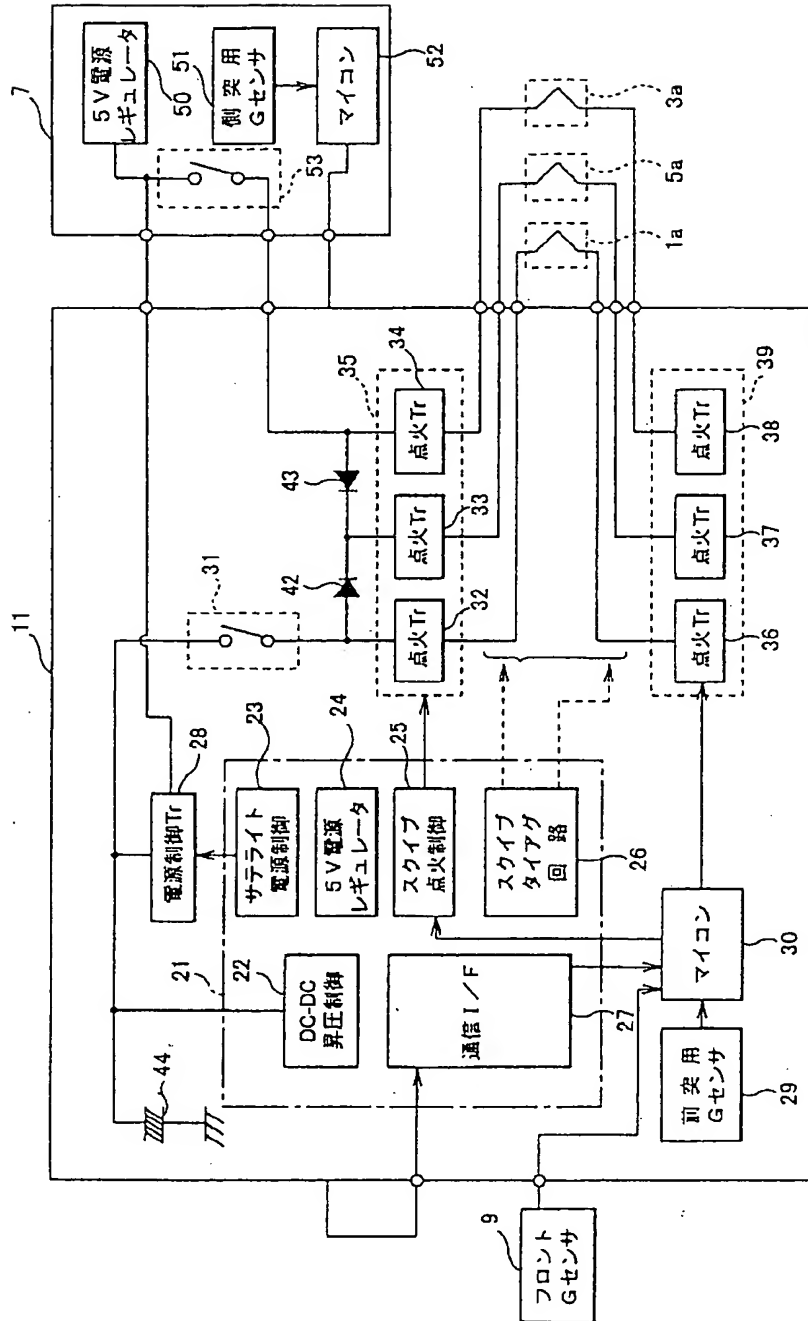 11
7
5V電源
レギュレータ
50
51
側突用
Gセンサ
マイコン
52
53
44
21
22
DC-DC
昇圧制御
28
電源制御Tr
23
サテライト
電源制御
24
5V電源
レギュレータ
25
スクイブ
点火制御
スクイブ
ダイアグ
回路
26
通信I/F
27
31
42
43
35
点火Tr
32
点火Tr
33
点火Tr
34
1a
5a
3a
点火Tr
36
点火Tr
37
点火Tr
38
39
マイコン
30
前突用
Gセンサ
29
9
フロント
Gセンサ